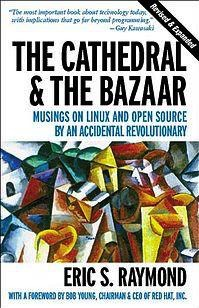 "The most important book about technology today,
with implications that go far beyond programming."
—Guy Kawasaki
Revised & Expanded
THE CATHEDRAL
& THE BAZAAR
MUSINGS ON LINUX AND OPEN SOURCE
BY AN ACCIDENTAL REVOLUTIONARY
ERIC S. RAYMOND
WITH A FOREWORD BY BOB YOUNG, CHAIRMAN & CEO OF RED HAT, INC.